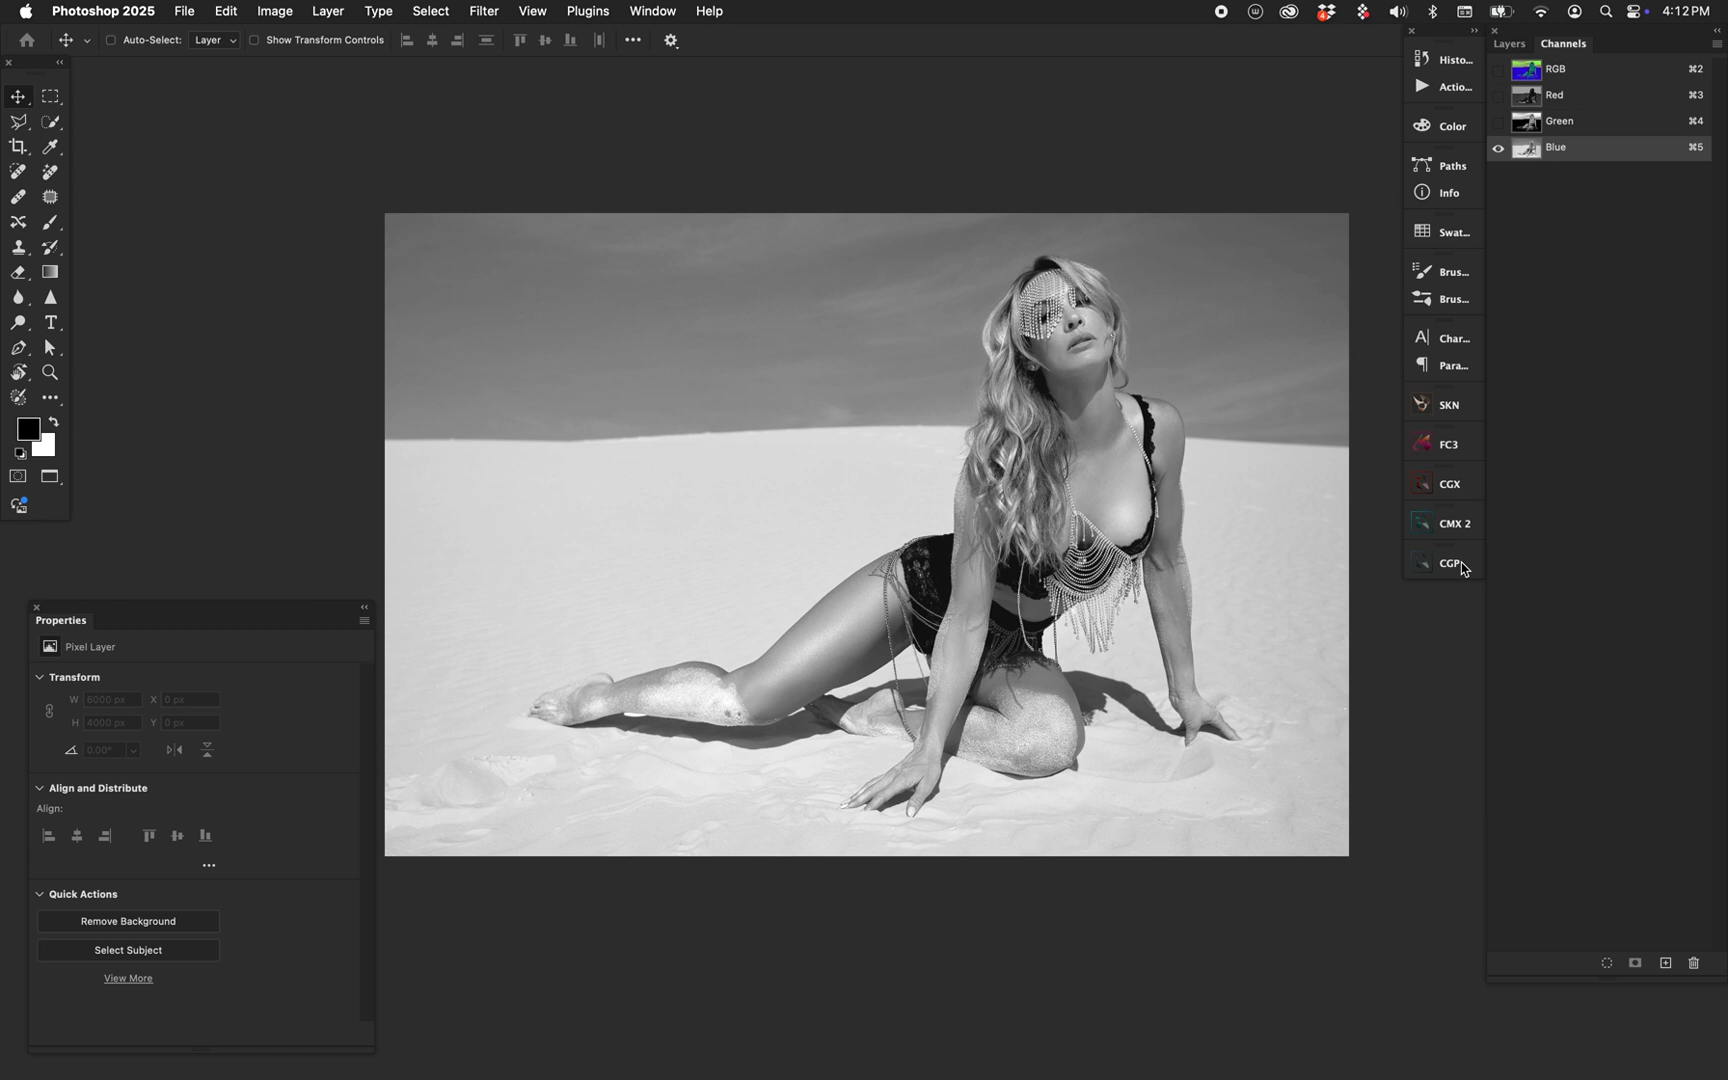 Photoshop 2025 File Edit Image Layer Type Select Filter View Plugins Window Help 4:12 PM
Auto-Select: Layer Show Transform Controls
Histo...
Actio...
Color
Paths
Info
Swat...
Brus...
Brus...
Char...
Para...
SKN
FC3
CGX
CMX 2
CGP
Layers Channels
RGB ⌘2
Red ⌘3
Green ⌘4
Blue ⌘5
Properties
Pixel Layer
Transform
W 6000 px X 0 px
H 4000 px Y 0 px
0.00°
Align and Distribute
Align:
Quick Actions
Remove Background
Select Subject
View More